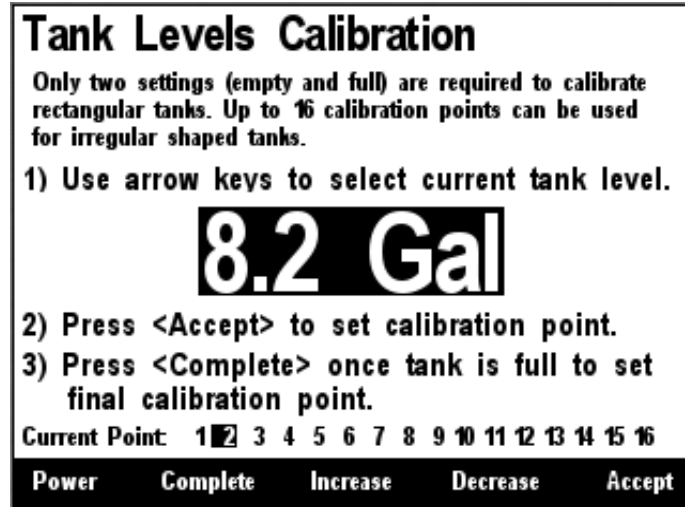 Tank Levels Calibration
Only two settings (empty and full) are required to calibrate
rectangular tanks. Up to 16 calibration points can be used
for irregular shaped tanks.
1) Use arrow keys to select current tank level.
8.2 Gal
2) Press <Accept> to set calibration point.
3) Press <Complete> once tank is full to set
final calibration point.
Current Point: 1 2 3 4 5 6 7 8 9 10 11 12 13 14 15 16
Power Complete Increase Decrease Accept